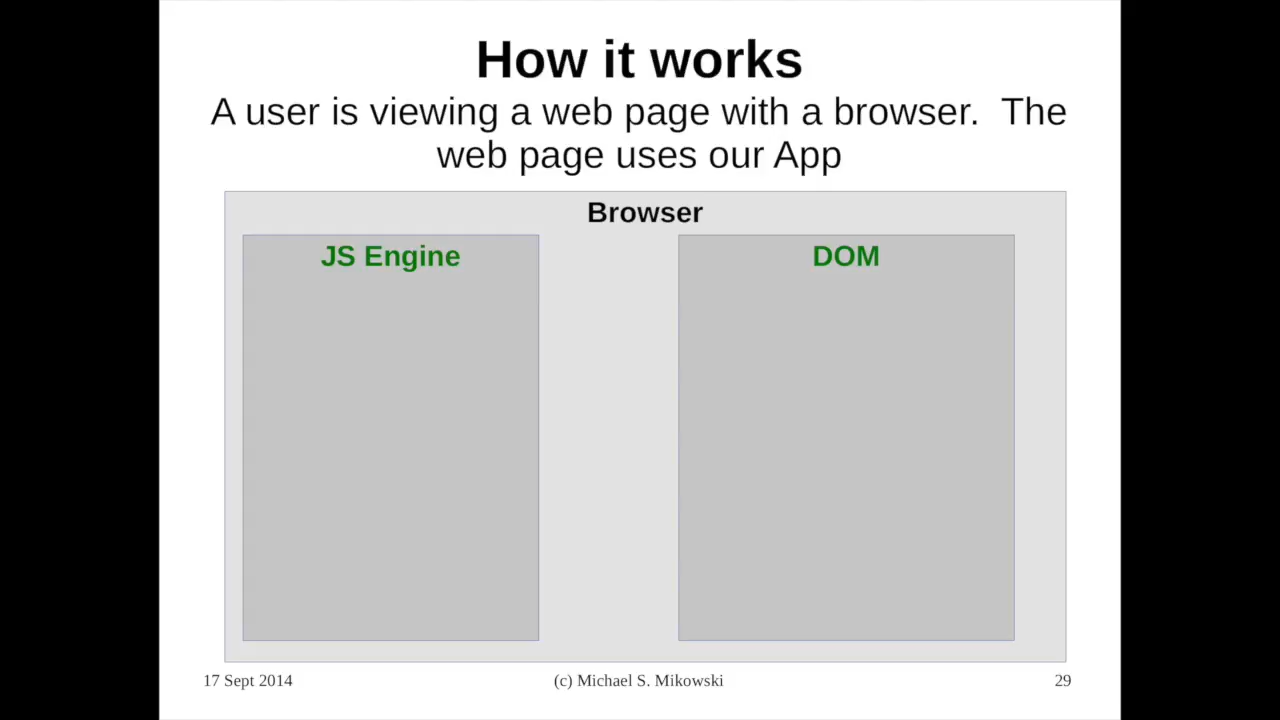 How it works
A user is viewing a web page with a browser.  The
web page uses our App
Browser
JS Engine
DOM
17 Sept 2014
(c) Michael S. Mikowski
29